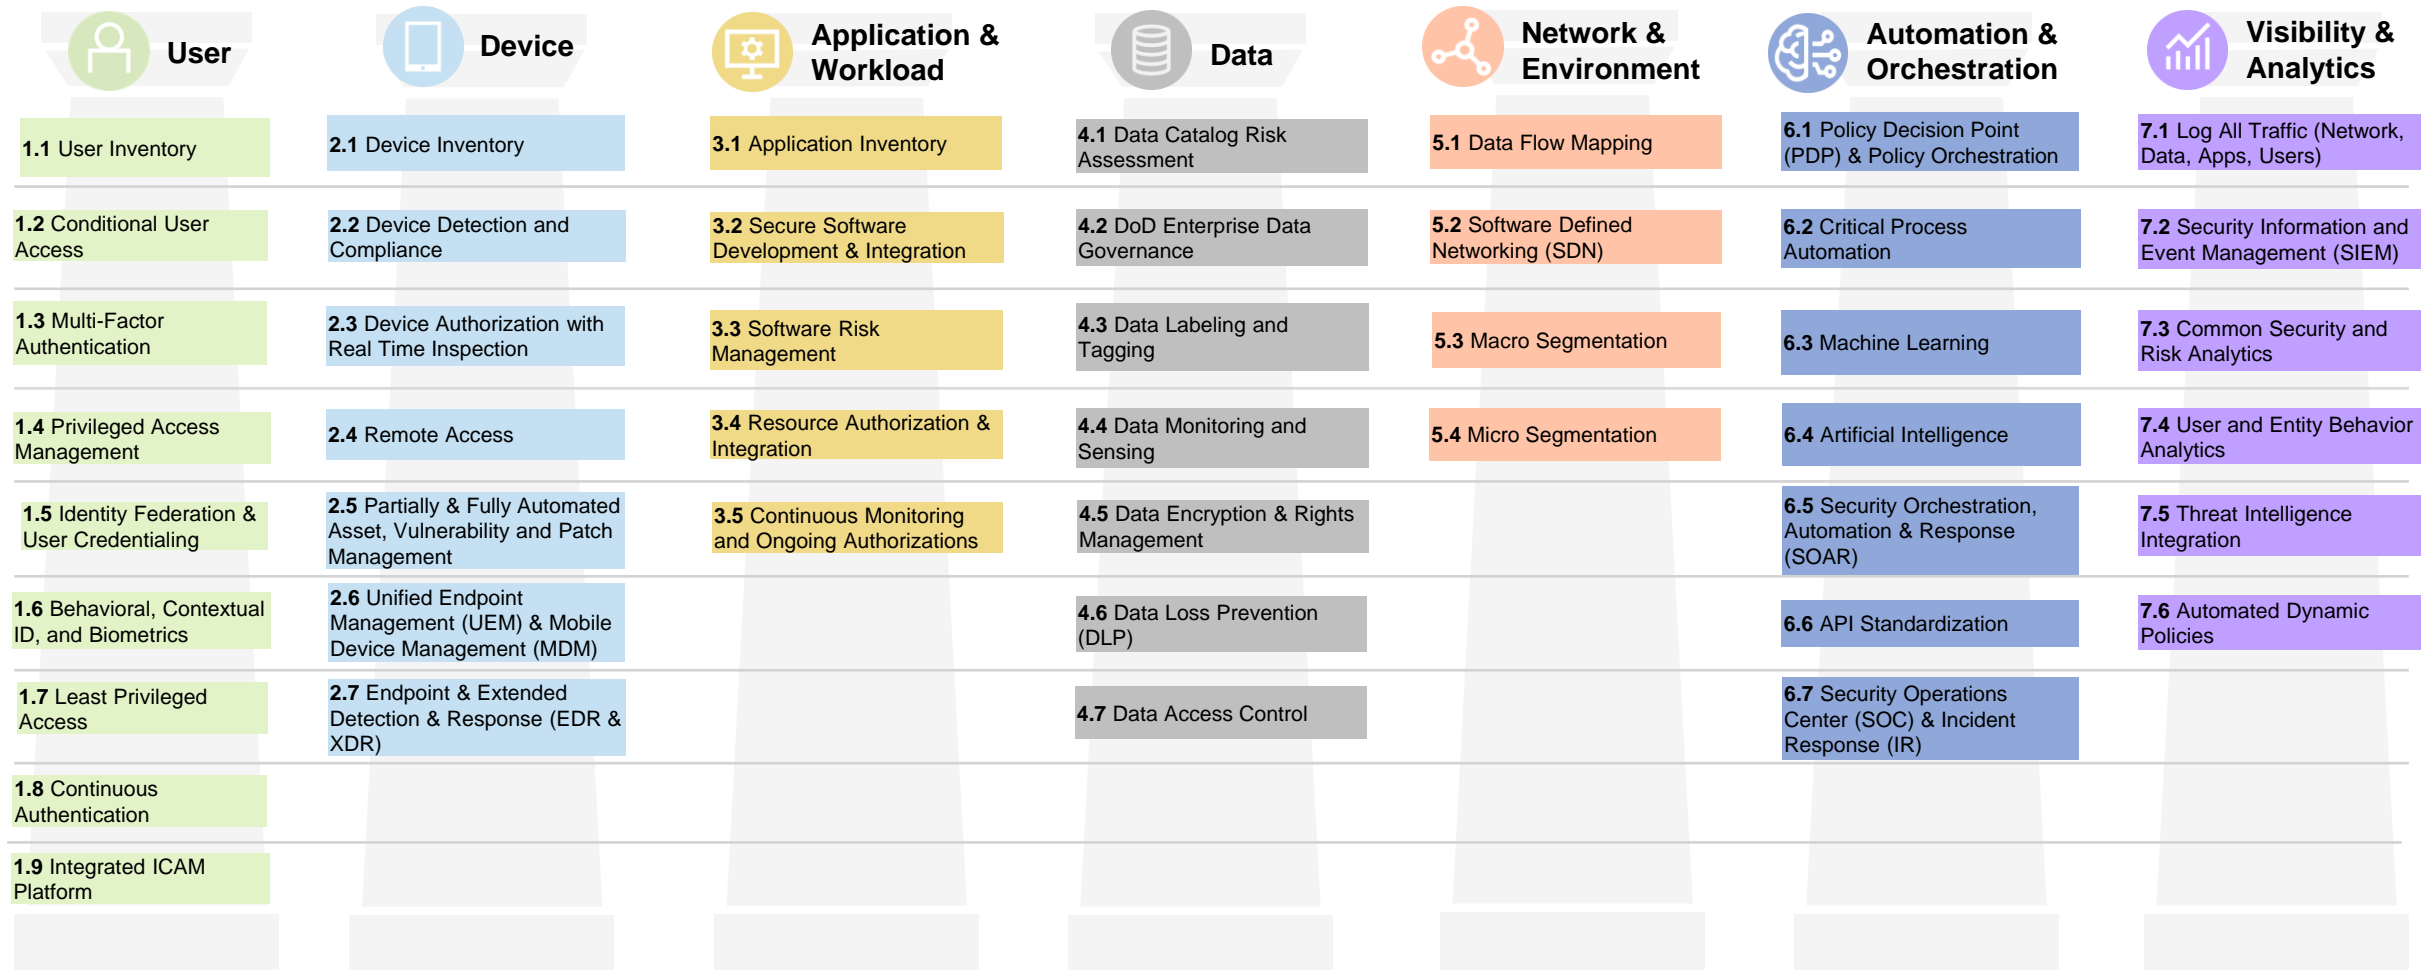 User
Device
Application &
Workload
Data
Network &
Environment
Automation &
Orchestration
Visibility &
Analytics
1.1 User Inventory
2.1 Device Inventory
3.1 Application Inventory
4.1 Data Catalog Risk
Assessment
5.1 Data Flow Mapping
6.1 Policy Decision Point
(PDP) & Policy Orchestration
7.1 Log All Traffic (Network,
Data, Apps, Users)
1.2 Conditional User
Access
2.2 Device Detection and
Compliance
3.2 Secure Software
Development & Integration
4.2 DoD Enterprise Data
Governance
5.2 Software Defined
Networking (SDN)
6.2 Critical Process
Automation
7.2 Security Information and
Event Management (SIEM)
1.3 Multi-Factor
Authentication
2.3 Device Authorization with
Real Time Inspection
3.3 Software Risk
Management
4.3 Data Labeling and
Tagging
5.3 Macro Segmentation
6.3 Machine Learning
7.3 Common Security and
Risk Analytics
1.4 Privileged Access
Management
2.4 Remote Access
3.4 Resource Authorization &
Integration
4.4 Data Monitoring and
Sensing
5.4 Micro Segmentation
6.4 Artificial Intelligence
7.4 User and Entity Behavior
Analytics
1.5 Identity Federation &
User Credentialing
2.5 Partially & Fully Automated
Asset, Vulnerability and Patch
Management
3.5 Continuous Monitoring
and Ongoing Authorizations
4.5 Data Encryption & Rights
Management
6.5 Security Orchestration,
Automation & Response
(SOAR)
7.5 Threat Intelligence
Integration
1.6 Behavioral, Contextual
ID, and Biometrics
2.6 Unified Endpoint
Management (UEM) & Mobile
Device Management (MDM)
4.6 Data Loss Prevention
(DLP)
6.6 API Standardization
7.6 Automated Dynamic
Policies
1.7 Least Privileged
Access
2.7 Endpoint & Extended
Detection & Response (EDR &
XDR)
4.7 Data Access Control
6.7 Security Operations
Center (SOC) & Incident
Response (IR)
1.8 Continuous
Authentication
1.9 Integrated ICAM
Platform